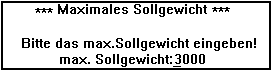 *** Maximales Sollgewicht ***
Bitte das max.Sollgewicht eingeben!
max. Sollgewicht:3000